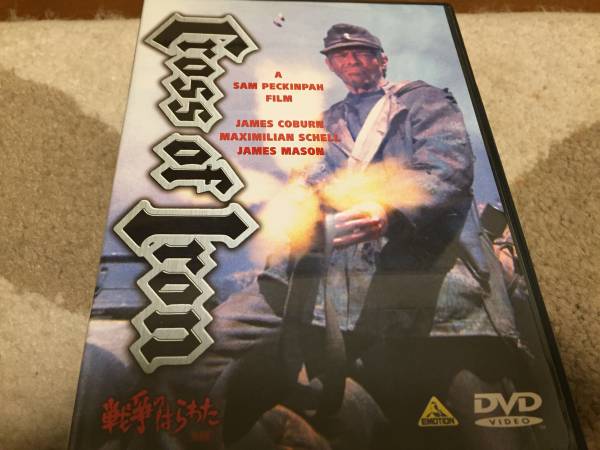 Cross of Iron
A
SAM PECKINPAH
FILM
JAMES COBURN
MAXIMILIAN SCHELL
JAMES MASON
戦争のはらわた
EMOTION
DVD
VIDEO